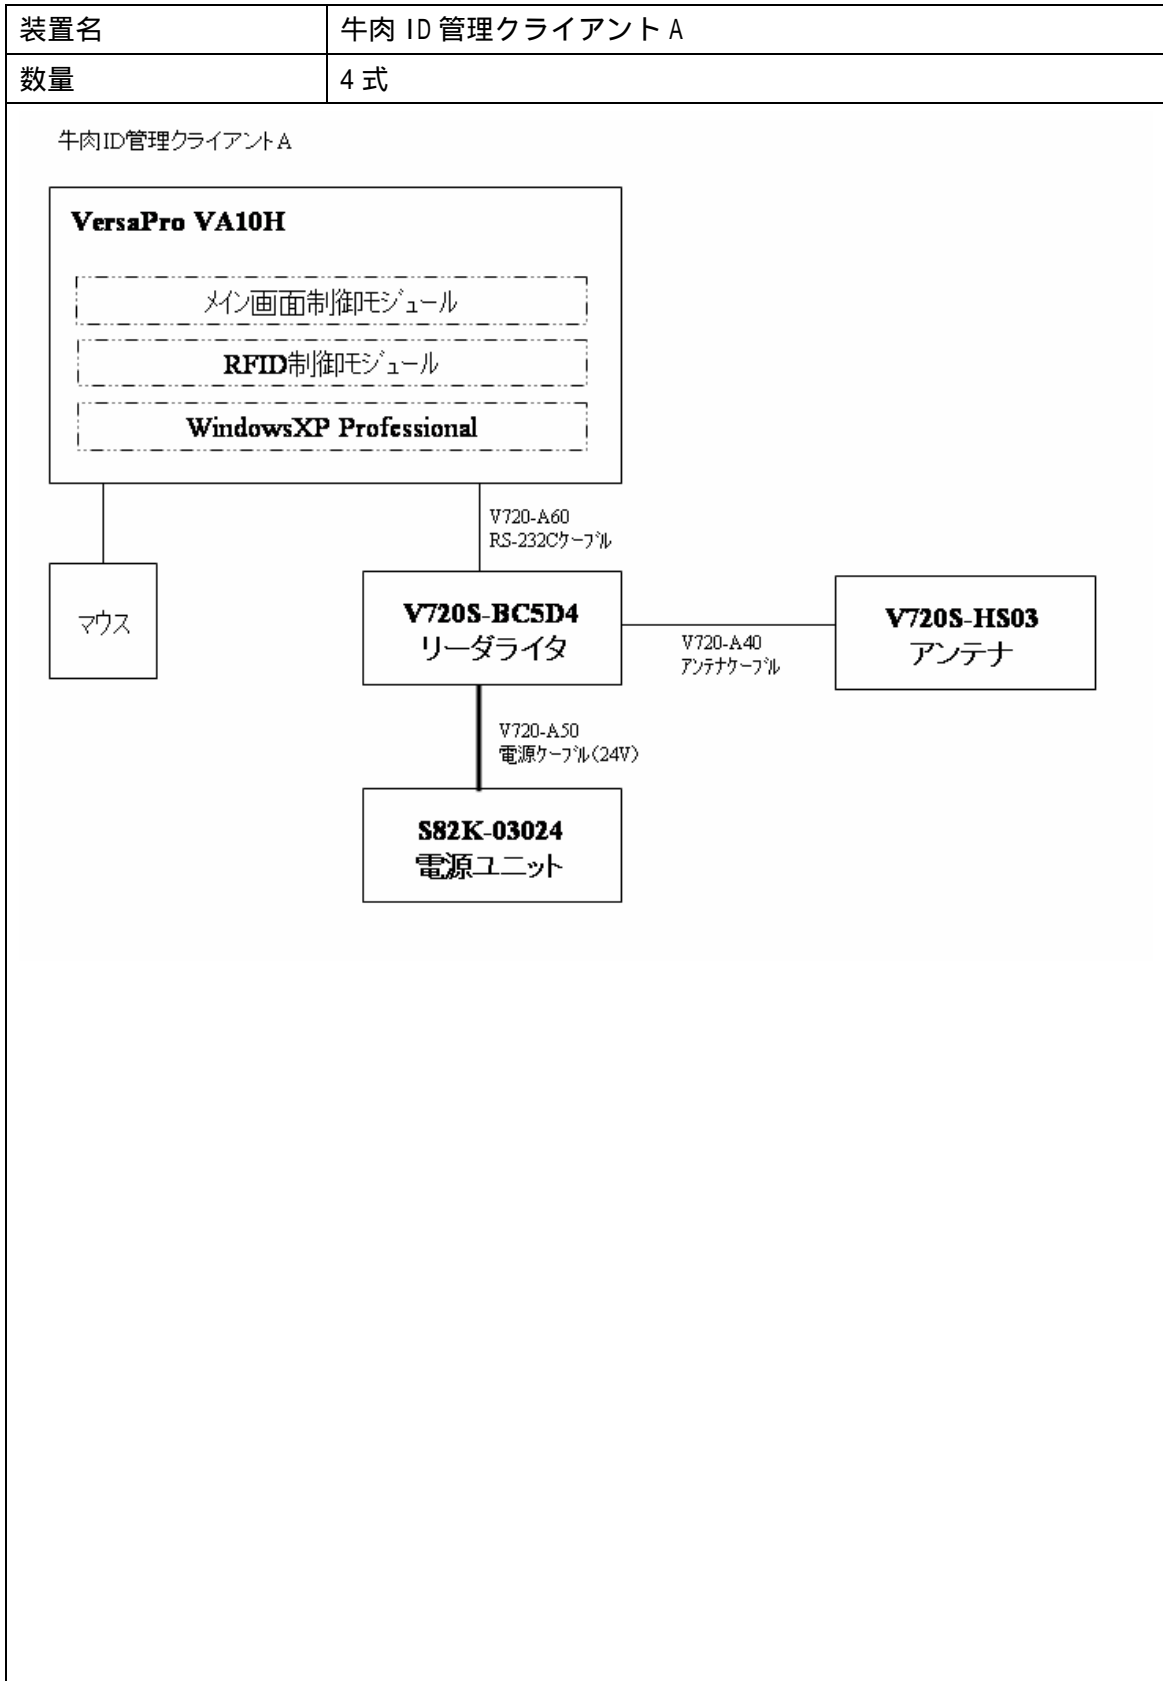 装置名
牛肉 ID 管理クライアント A
数量
4 式
牛肉ID管理クライアントA
VersaPro VA10H
ﾒｲﾝ画面制御ﾓｼﾞｭｰﾙ
RFID制御ﾓｼﾞｭｰﾙ
WindowsXP Professional
V720-A60
RS-232Cｹｰﾌﾞﾙ
マウス
V720S-BC5D4
リーダライタ
V720-A40
ｱﾝﾃﾅｹｰﾌﾞﾙ
V720S-HS03
アンテナ
V720-A50
電源ｹｰﾌﾞﾙ(24V)
S82K-03024
電源ユニット